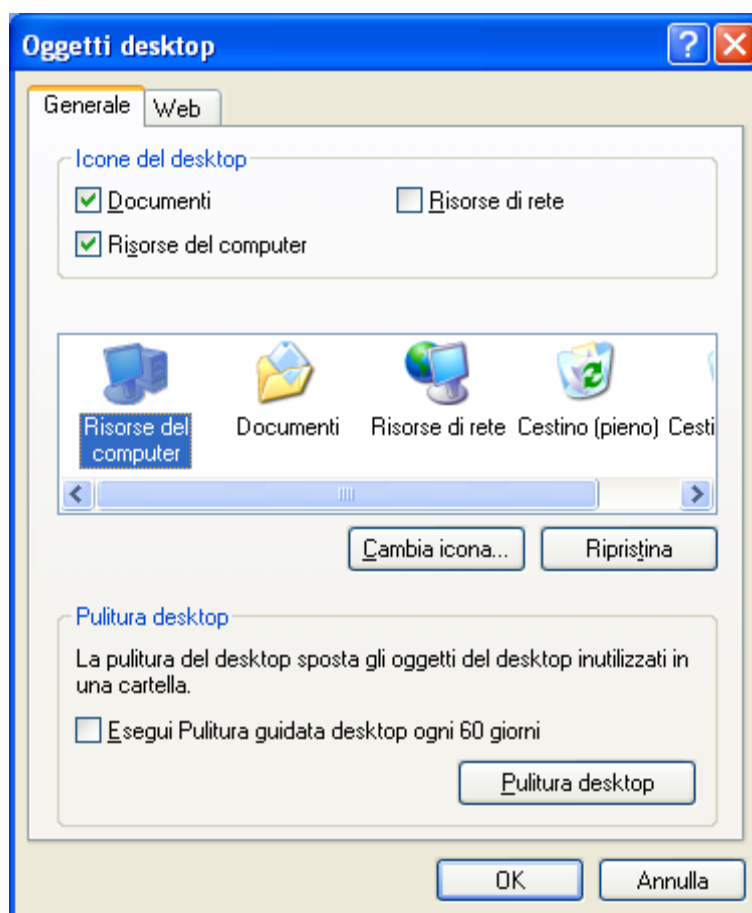 Oggetti desktop
Generale Web
Icone del desktop
Documenti Risorse di rete
Risorse del computer
Risorse del Documenti Risorse di rete Cestino (pieno) Cesti
computer
Cambia icona... Ripristina
Pulitura desktop
La pulitura del desktop sposta gli oggetti del desktop inutilizzati in
una cartella.
Esegui Pulitura guidata desktop ogni 60 giorni
Pulitura desktop
OK Annulla